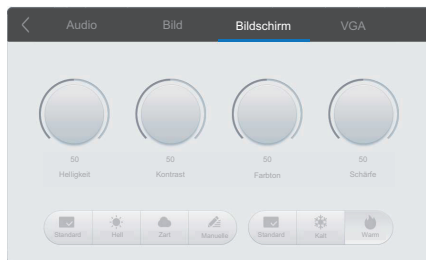 Audio Bild Bildschirm VGA
50 50 50 50
Helligkeit Kontrast Farbton Schärfe
Standard Hell Zart Manuelle Standard Kalt Warm